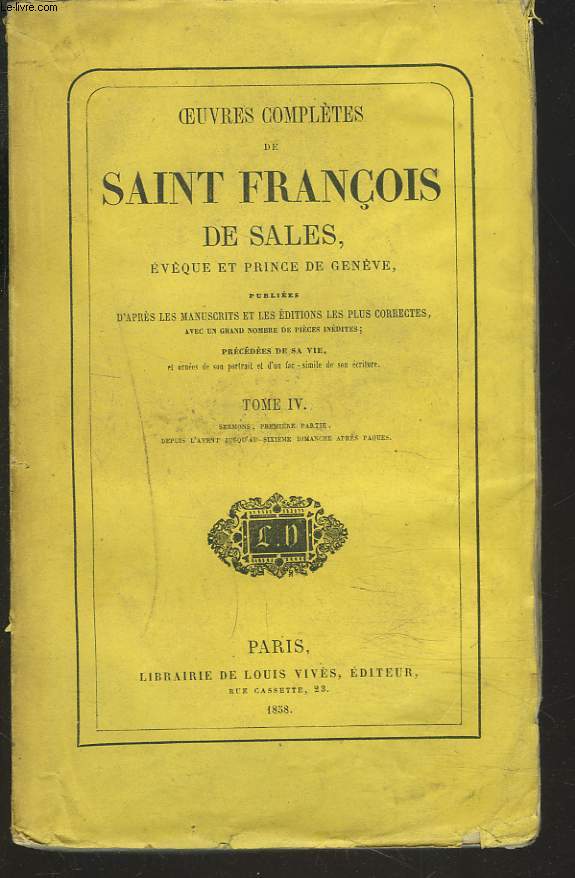 Le-livre.com
ŒUVRES COMPLÈTES
DE
SAINT FRANÇOIS
DE SALES,
ÉVÊQUE ET PRINCE DE GENÈVE,
PUBLIÉES
D'APRÈS LES MANUSCRITS ET LES ÉDITIONS LES PLUS CORRECTES,
AVEC UN GRAND NOMBRE DE PIÈCES INÉDITES;
PRÉCÉDÉES DE SA VIE,
et ornées de son portrait et d'un fac-simile de son écriture.
TOME IV.
SERMONS, PREMIÈRE PARTIE,
DEPUIS L'AVENT JUSQU'AU SIXIÈME DIMANCHE APRÈS PAQUES.
L.V
PARIS,
LIBRAIRIE DE LOUIS VIVÈS, ÉDITEUR,
RUE CASSETTE, 23.
1858.